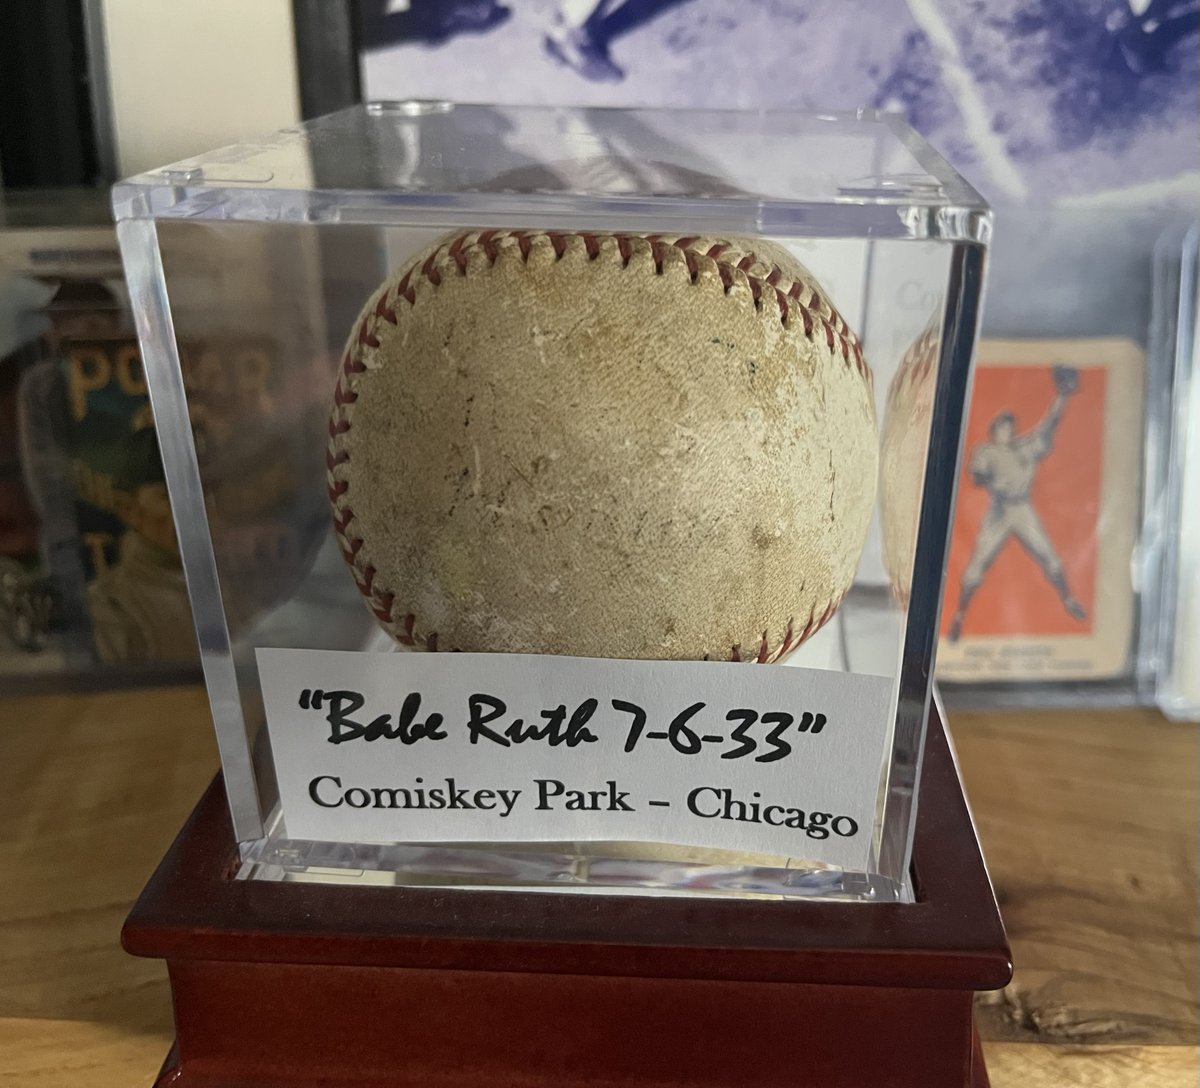 "Babe Ruth 7-6-33"
Comiskey Park – Chicago